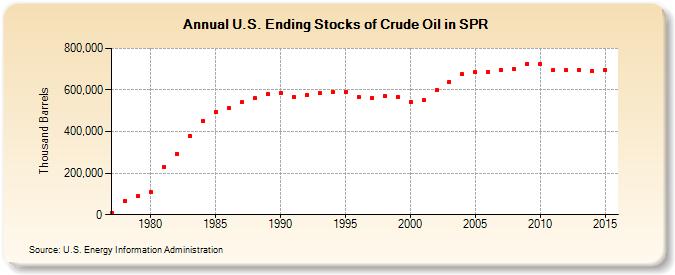 Annual U.S. Ending Stocks of Crude Oil in SPR
Thousand Barrels
800,000
600,000
400,000
200,000
0
1980 1985 1990 1995 2000 2005 2010 2015
Source: U.S. Energy Information Administration